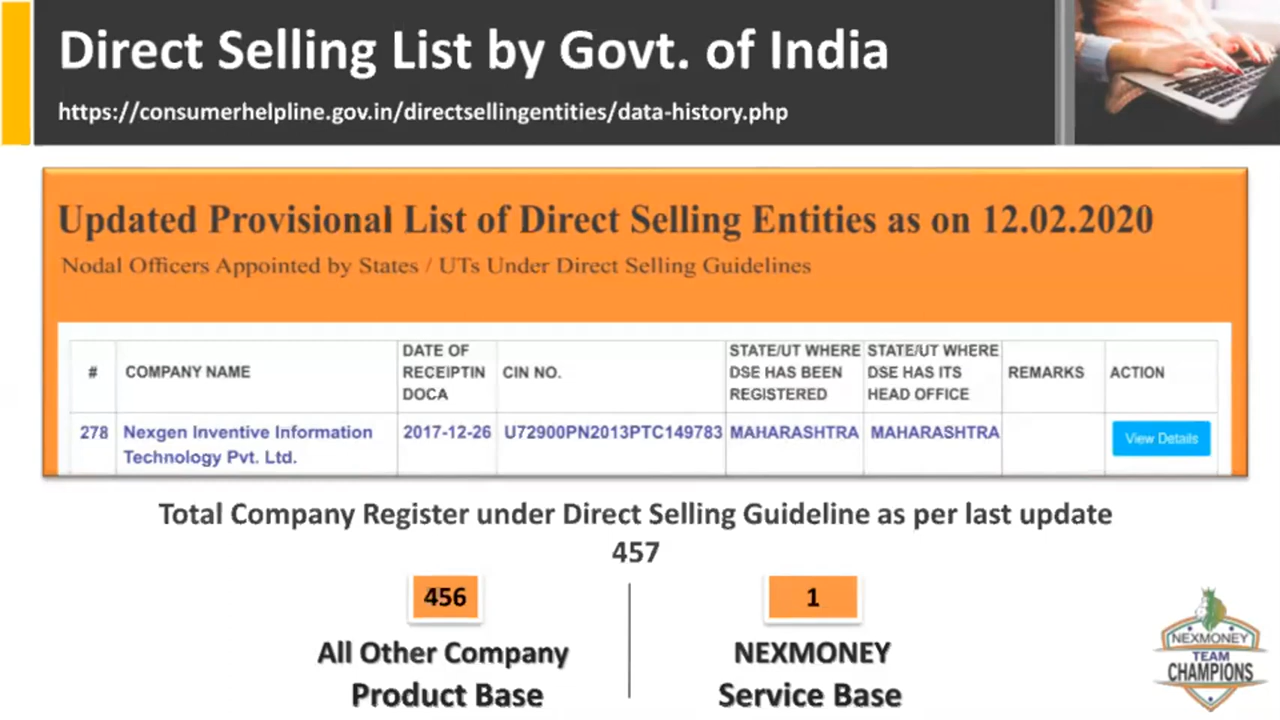 Direct Selling List by Govt. of India
https://consumerhelpline.gov.in/directsellingentities/data-history.php
Updated Provisional List of Direct Selling Entities as on 12.02.2020
Nodal Officers Appointed by States / UTs Under Direct Selling Guidelines
# COMPANY NAME DATE OF RECEIPTIN DOCA CIN NO. STATE/UT WHERE DSE HAS BEEN REGISTERED STATE/UT WHERE DSE HAS ITS HEAD OFFICE REMARKS ACTION
278 Nexgen Inventive Information Technology Pvt. Ltd. 2017-12-26 U72900PN2013PTC149783 MAHARASHTRA MAHARASHTRA View Details
Total Company Register under Direct Selling Guideline as per last update
457
456 1
All Other Company NEXMONEY
Product Base Service Base
NEXMONEY
TEAM
CHAMPIONS